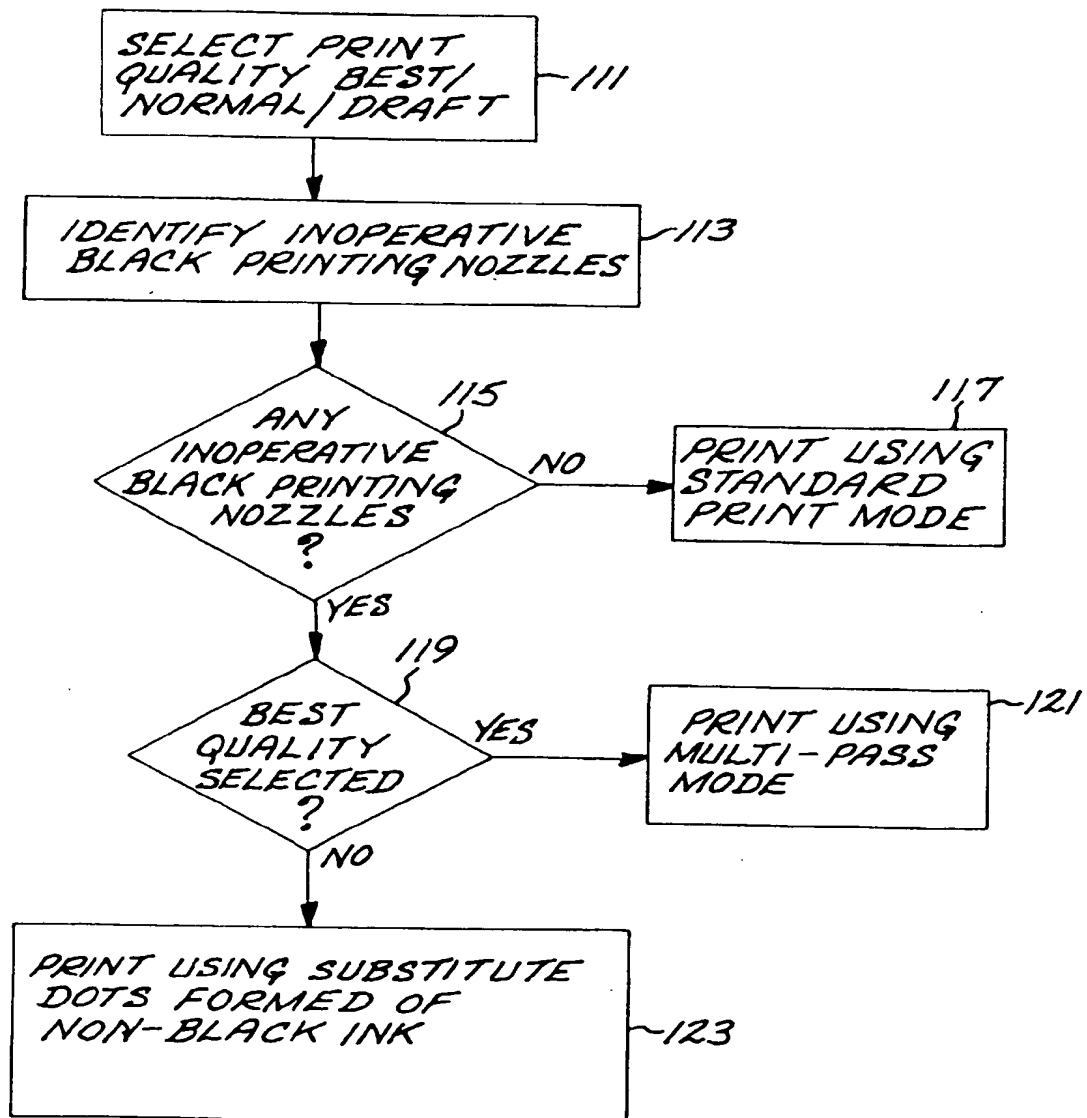 SELECT PRINT
QUALITY BEST/
NORMAL/DRAFT
111
IDENTIFY INOPERATIVE
BLACK PRINTING NOZZLES
113
115
ANY
INOPERATIVE
BLACK PRINTING
NOZZLES
?
NO
117
PRINT USING
STANDARD
PRINT MODE
YES
119
BEST
QUALITY
SELECTED
?
YES
121
PRINT USING
MULTI-PASS
MODE
NO
PRINT USING SUBSTITUTE
DOTS FORMED OF
NON-BLACK INK
123